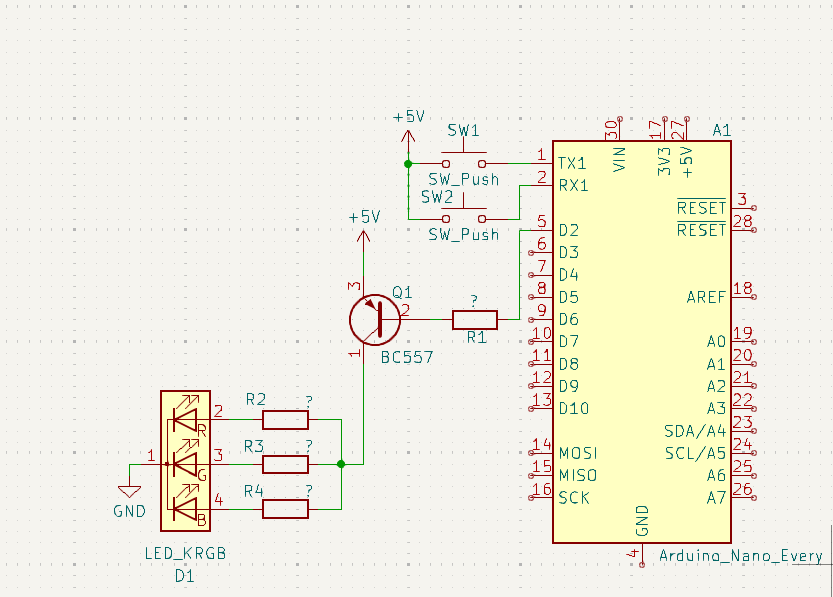 +5V
SW1
SW_Push
SW2
SW_Push
+5V
3
Q1
2
1
BC557
?
R1
R2
?
R3
?
R4
?
1
2
R
3
G
4
B
GND
LED_KRGB
D1
A1
30
VIN
17
3V3
27
+5V
1 TX1
2 RX1
5 D2
6 D3
7 D4
8 D5
9 D6
10 D7
11 D8
12 D9
13 D10
14 MOSI
15 MISO
16 SCK
RESET 3
RESET 28
AREF 18
A0 19
A1 20
A2 21
A3 22
SDA/A4 23
SCL/A5 24
A6 25
A7 26
GND
4
Arduino_Nano_Every